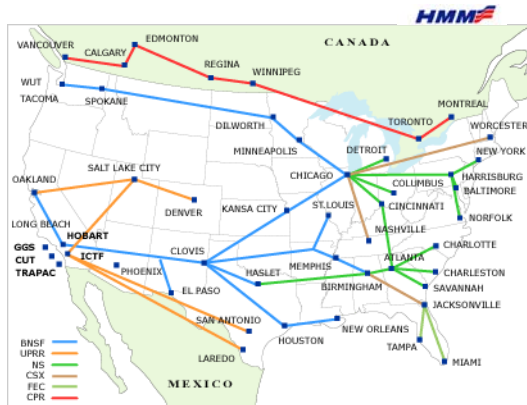 HMM
CANADA
EDMONTON
VANCOUVER
CALGARY
REGINA
WINNIPEG
MONTREAL
TORONTO
WORCESTER
WUT
TACOMA
SPOKANE
DILWORTH
MINNEAPOLIS
DETROIT
NEW YORK
CHICAGO
HARRISBURG
BALTIMORE
COLUMBUS
SALT LAKE CITY
OAKLAND
DENVER
KANSA CITY
ST.LOUIS
CINCINNATI
NORFOLK
LONG BEACH
HOBART
NASHVILLE
GGS
CUT
TRAPAC
ICTF
CLOVIS
CHARLOTTE
ATLANTA
PHOENIX
HASLET
MEMPHIS
BIRMINGHAM
CHARLESTON
SAVANNAH
EL PASO
JACKSONVILLE
SAN ANTONIO
NEW ORLEANS
HOUSTON
LAREDO
TAMPA
MIAMI
BNSF
UPRR
NS
CSX
FEC
CPR
MEXICO